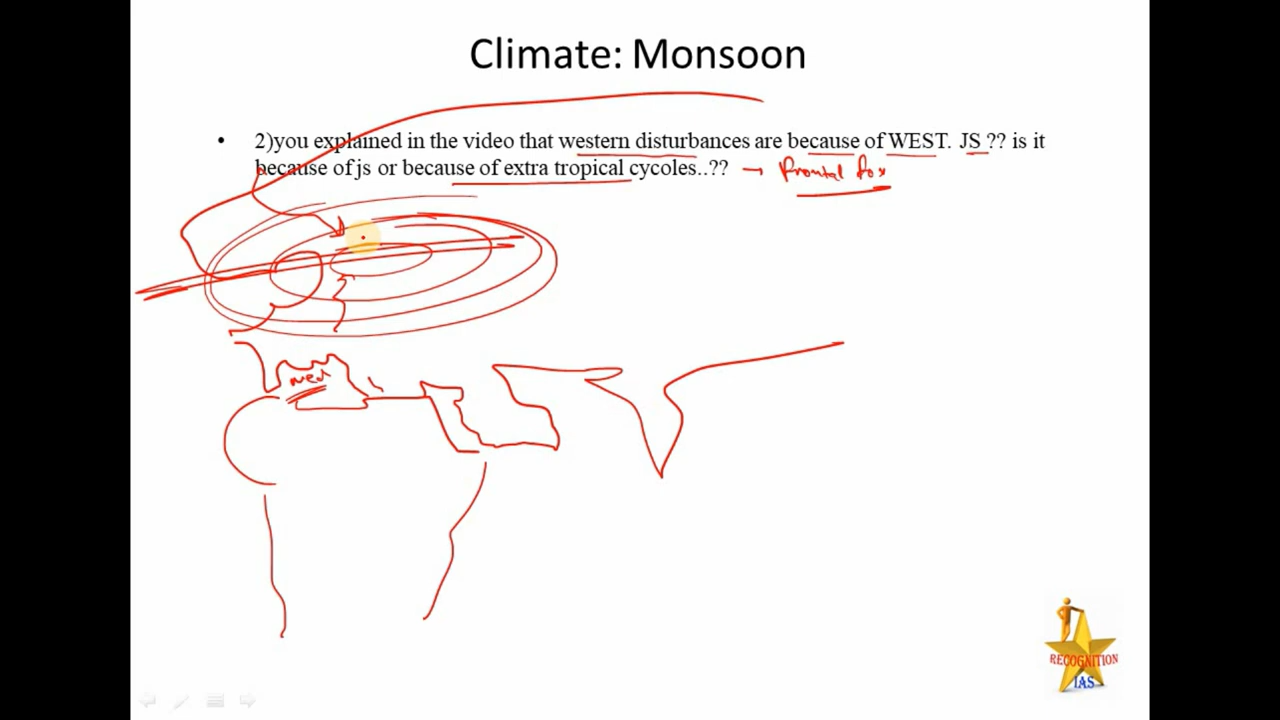 Climate: Monsoon
• 2)you explained in the video that western disturbances are because of WEST. JS ?? is it
because of js or because of extra tropical cycoles..?? → frontal
Med
RECOGNITION
IAS